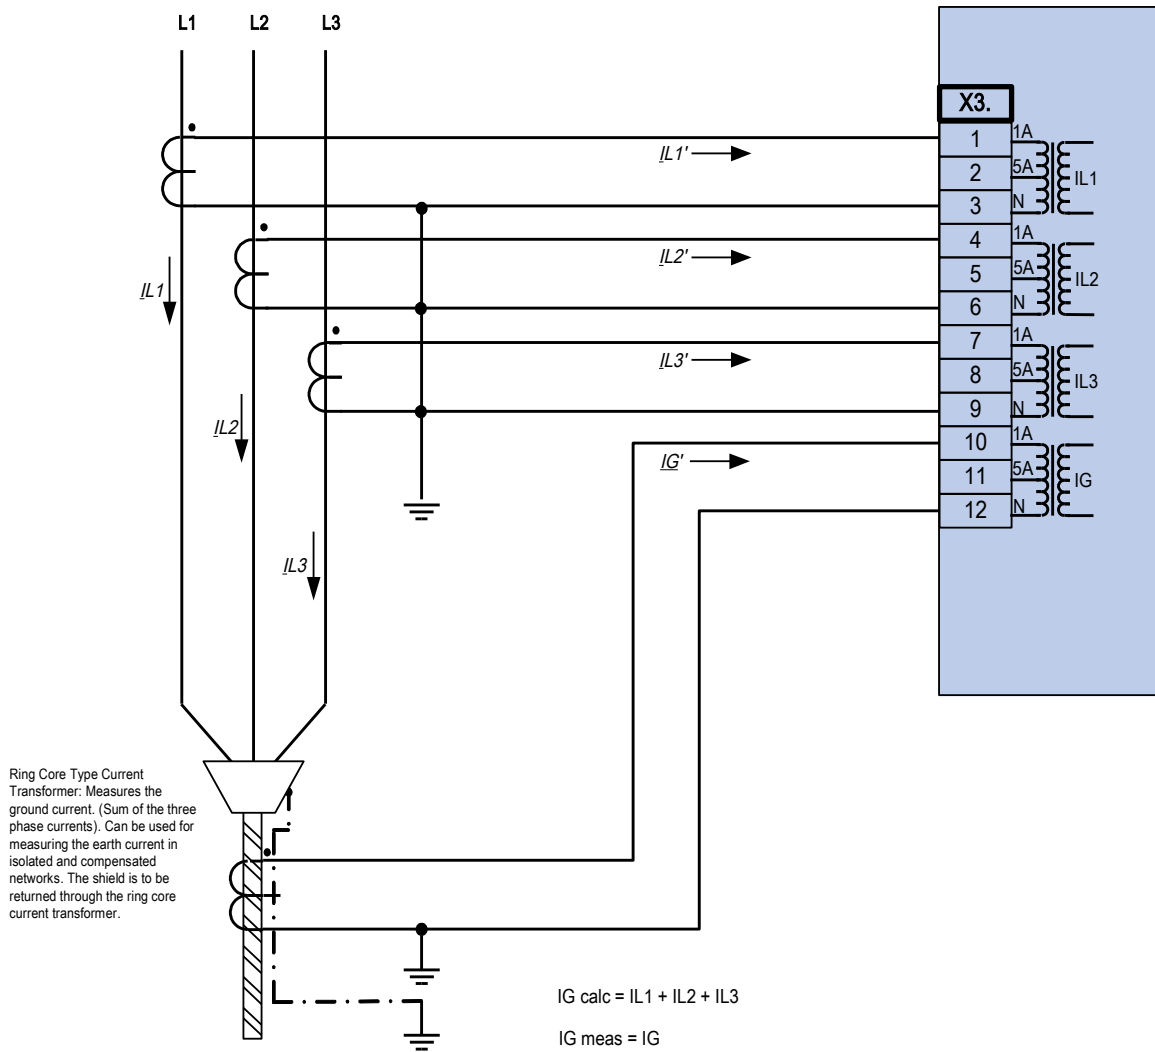 L1 L2 L3
X3.
1 1A
IL1'
2 5A IL1
3 N
4 1A
IL2'
5 5A IL2
IL1
6 N
7 1A
IL3'
8 5A IL3
9 N
IL2
10 1A
IG'
11 5A IG
12 N
IL3
Ring Core Type Current
Transformer: Measures the
ground current. (Sum of the three
phase currents). Can be used for
measuring the earth current in
isolated and compensated
networks. The shield is to be
returned through the ring core
current transformer.
IG calc = IL1 + IL2 + IL3
IG meas = IG